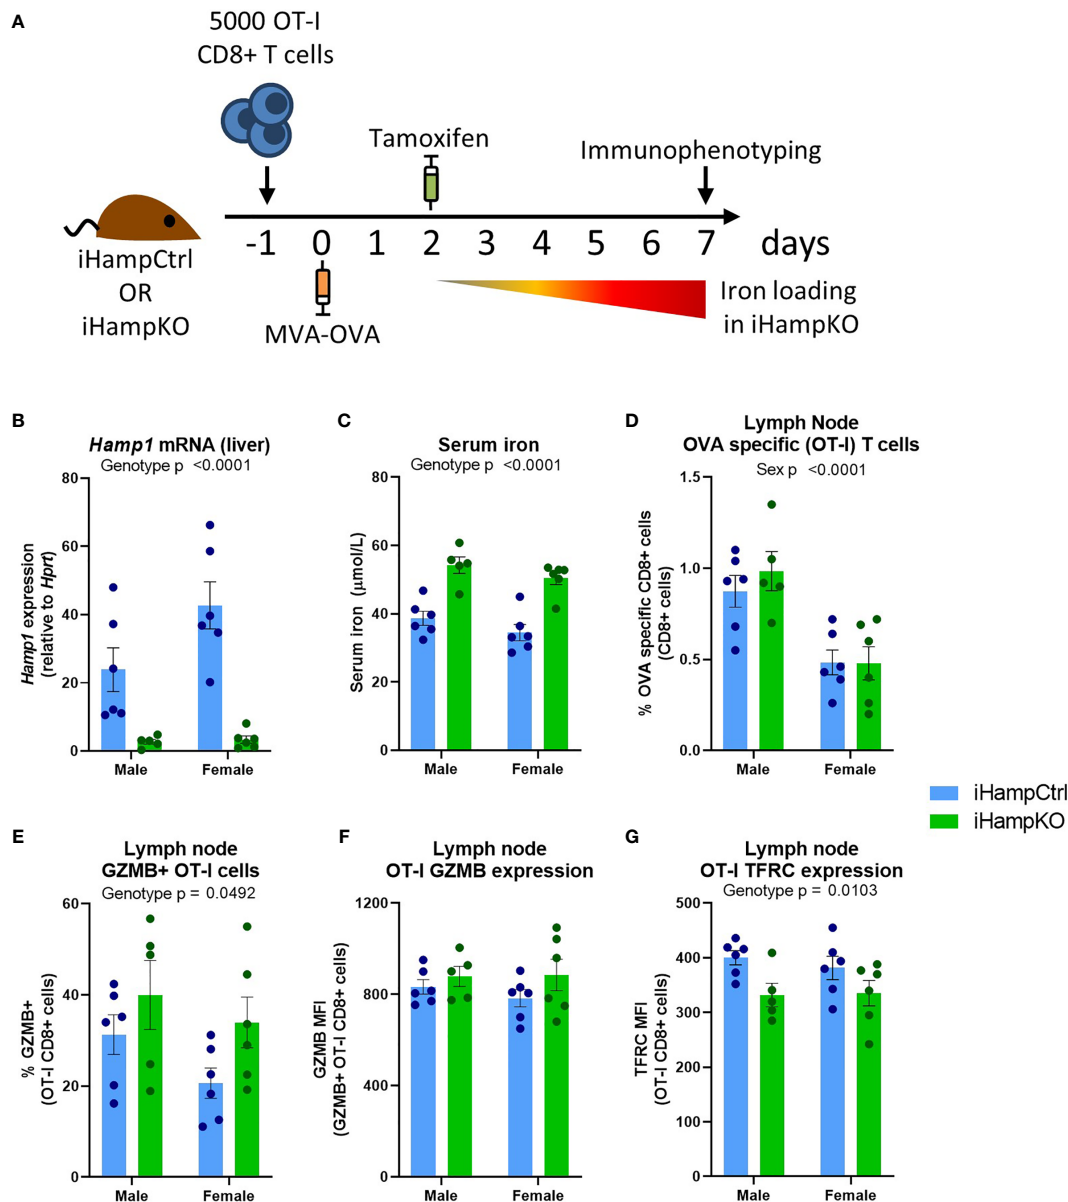 A
5000 OT-I
CD8+ T cells
Tamoxifen
Immunophenotyping
-1 0 1 2 3 4 5 6 7 days
iHampCtrl
OR
iHampKO
MVA-OVA
Iron loading
in iHampKO
B
Hamp1 mRNA (liver)
Genotype p <0.0001
Hamp1 expression
(relative to Hprt)
80
60
40
20
0
Male Female
C
Serum iron
Genotype p <0.0001
Serum iron (μmol/L)
80
60
40
20
0
Male Female
D
Lymph Node
OVA specific (OT-I) T cells
Sex p <0.0001
% OVA specific CD8+ cells
(CD8+ cells)
1.5
1.0
0.5
0.0
Male Female
iHampCtrl
iHampKO
E
Lymph node
GZMB+ OT-I cells
Genotype p = 0.0492
% GZMB+
(OT-I CD8+ cells)
60
40
20
0
Male Female
F
Lymph node
OT-I GZMB expression
GZMB MFI
(GZMB+ OT-I CD8+ cells)
1200
800
400
0
Male Female
G
Lymph node
OT-I TFRC expression
Genotype p = 0.0103
TFRC MFI
(OT-I CD8+ cells)
500
400
300
200
100
0
Male Female